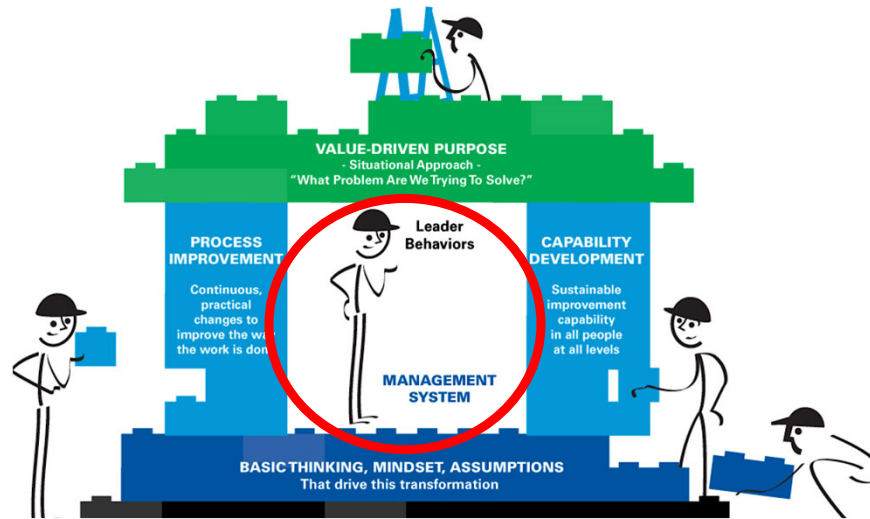 VALUE-DRIVEN PURPOSE
- Situational Approach -
"What Problem Are We Trying To Solve?"
PROCESS
IMPROVEMENT
Continuous,
practical
changes to
improve the way
the work is done
Leader
Behaviors
MANAGEMENT
SYSTEM
CAPABILITY
DEVELOPMENT
Sustainable
improvement
capability
in all people
at all levels
BASIC THINKING, MINDSET, ASSUMPTIONS
That drive this transformation